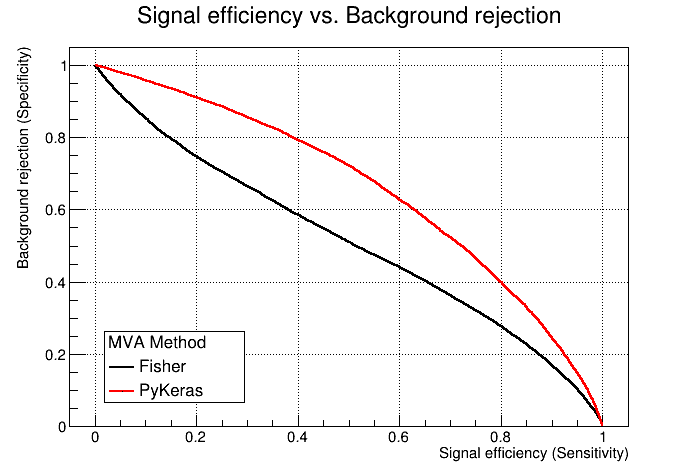 Signal efficiency vs. Background rejection
Background rejection (Specificity)
1
0.8
0.6
0.4
0.2
0
MVA Method
Fisher
PyKeras
0 0.2 0.4 0.6 0.8 1
Signal efficiency (Sensitivity)